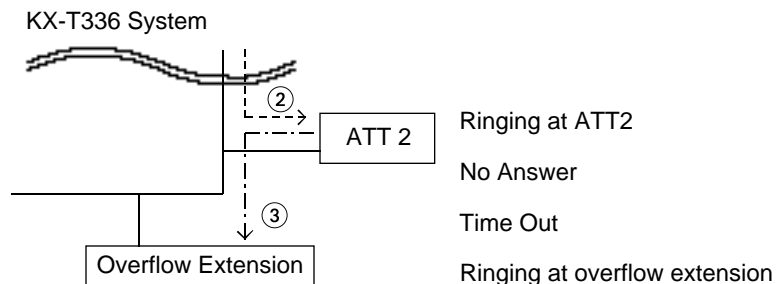 KX-T336 System
②
ATT 2
Ringing at ATT2
No Answer
③
Time Out
Overflow Extension
Ringing at overflow extension